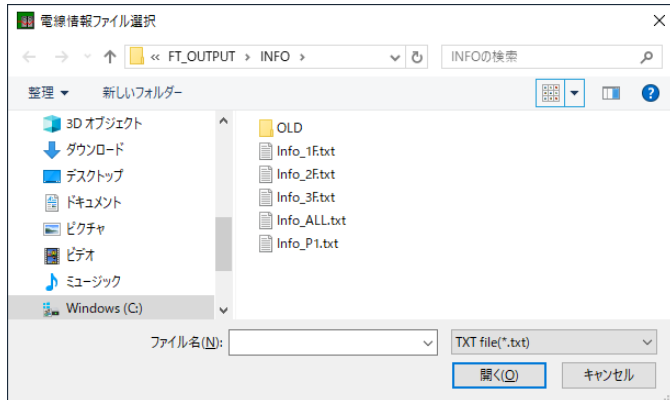 電線情報ファイル選択
« FT_OUTPUT › INFO ›
INFOの検索
整理
新しいフォルダー
3D オブジェクト
ダウンロード
デスクトップ
ドキュメント
ピクチャ
ビデオ
ミュージック
Windows (C:)
OLD
Info_1F.txt
Info_2F.txt
Info_3F.txt
Info_ALL.txt
Info_P1.txt
ファイル名(N):
TXT file(*.txt)
開く(O)
キャンセル